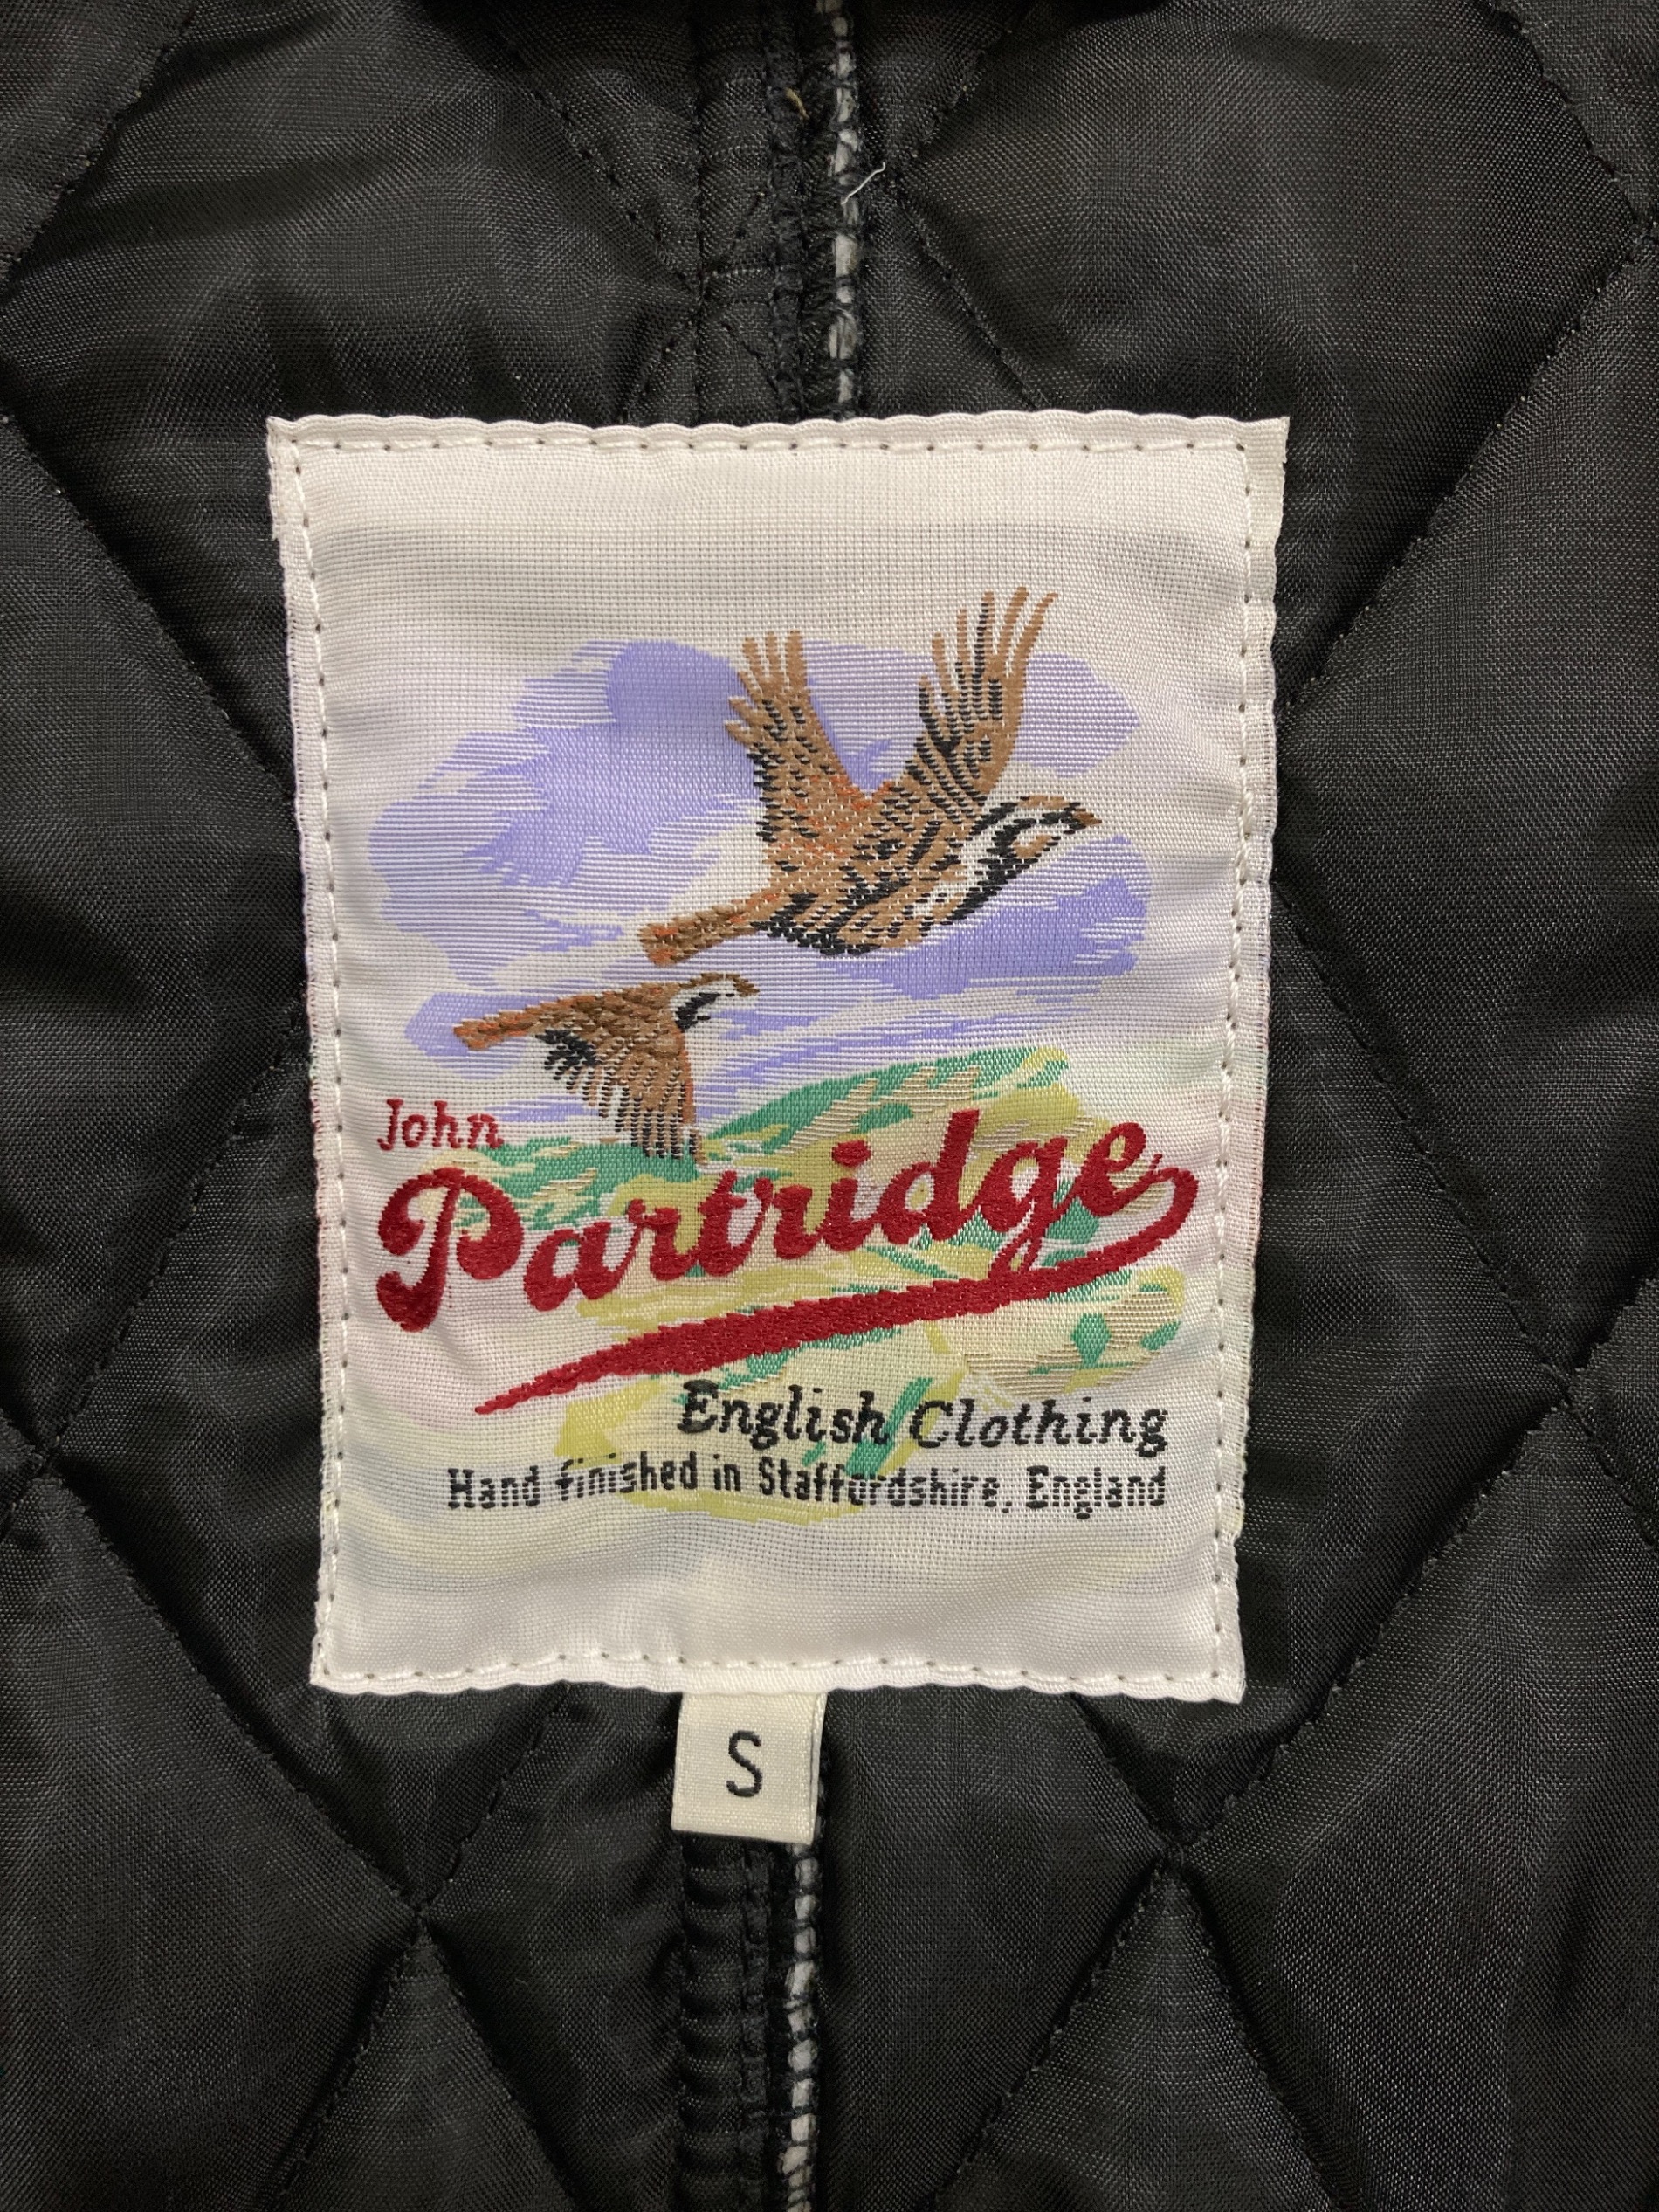 John
Partridge
English Clothing
Hand finished in Staffordshire, England
S